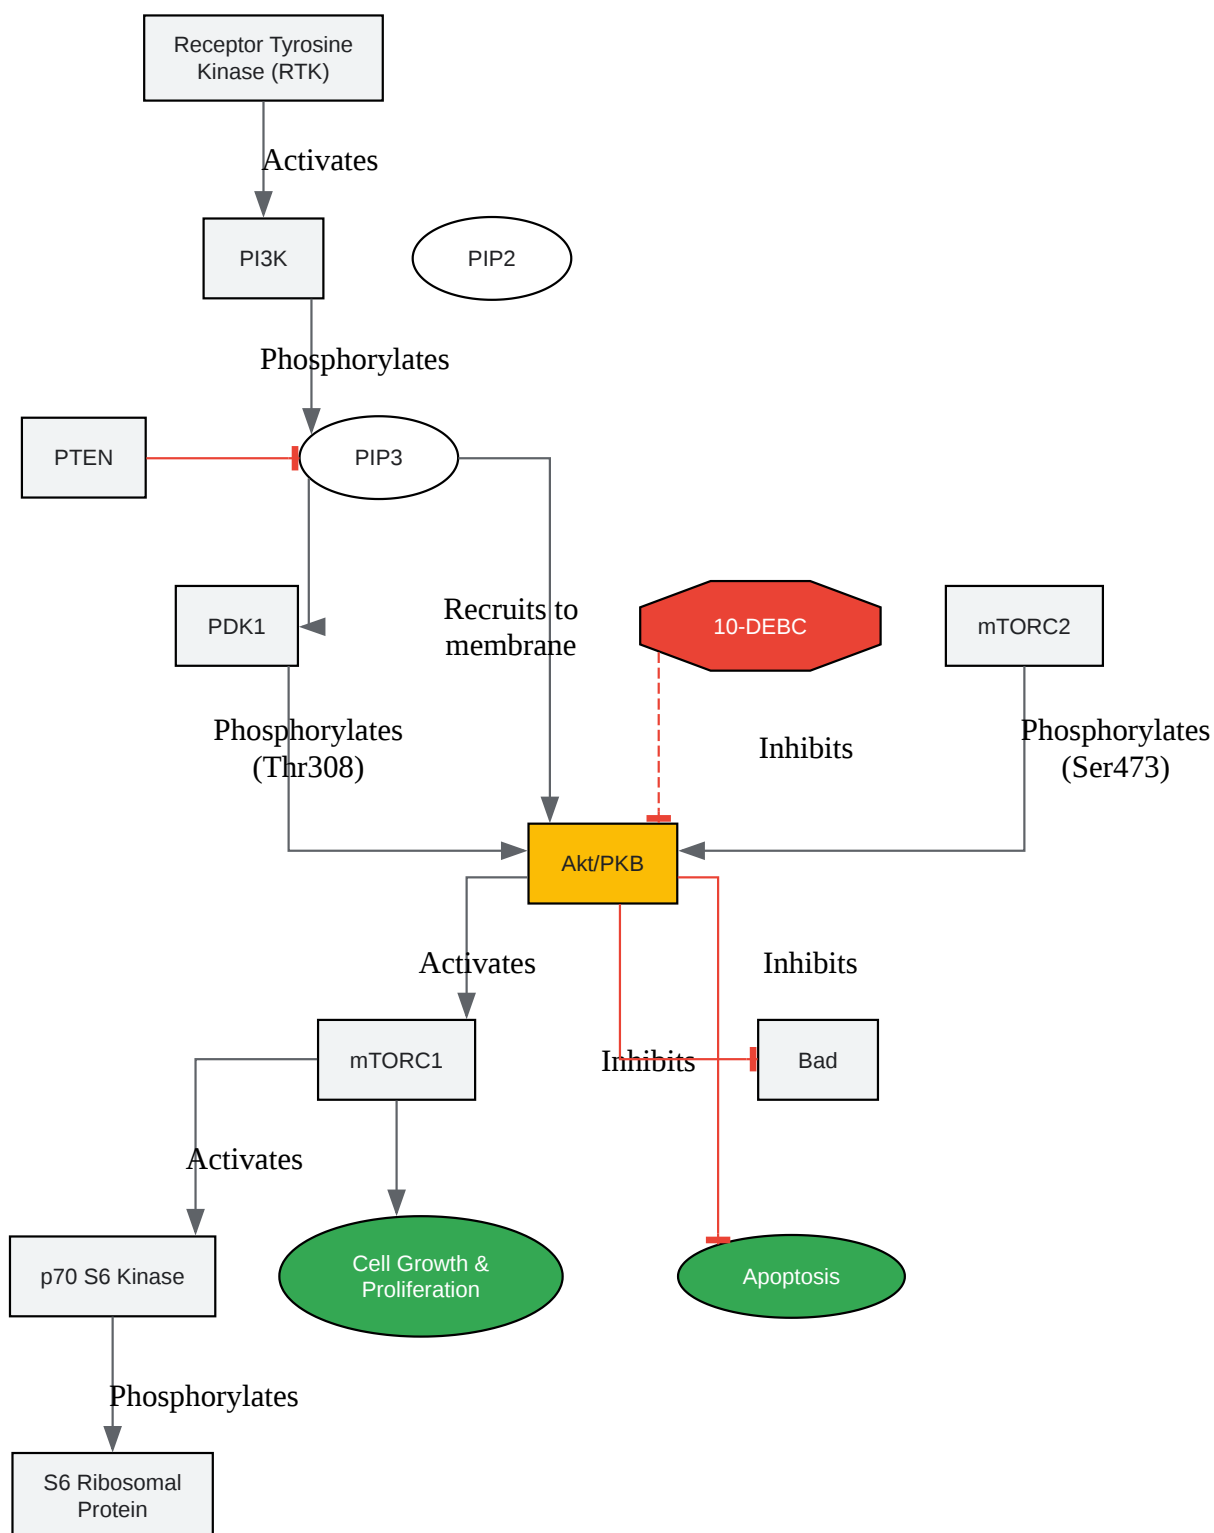 Receptor Tyrosine
Kinase (RTK)
Activates
PI3K
PIP2
Phosphorylates
PTEN
PIP3
PDK1
Recruits to
membrane
10-DEBC
mTORC2
Phosphorylates
(Thr308)
Inhibits
Phosphorylates
(Ser473)
Akt/PKB
Activates
Inhibits
mTORC1
Inhibits
Bad
Activates
p70 S6 Kinase
Cell Growth &
Proliferation
Apoptosis
Phosphorylates
S6 Ribosomal
Protein